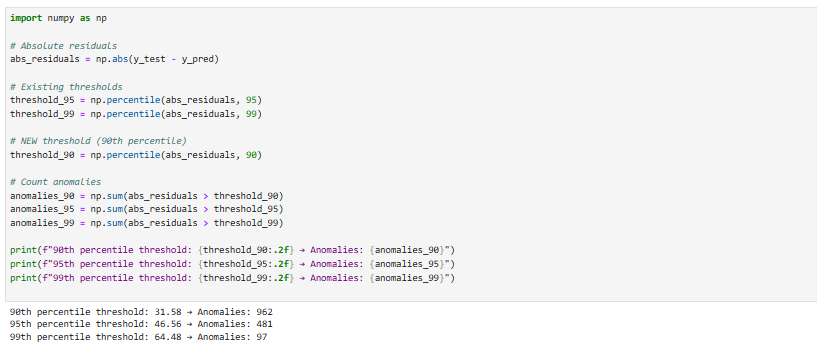 import numpy as np
# Absolute residuals
abs_residuals = np.abs(y_test - y_pred)
# Existing thresholds
threshold_95 = np.percentile(abs_residuals, 95)
threshold_99 = np.percentile(abs_residuals, 99)
# NEW threshold (90th percentile)
threshold_90 = np.percentile(abs_residuals, 90)
# Count anomalies
anomalies_90 = np.sum(abs_residuals > threshold_90)
anomalies_95 = np.sum(abs_residuals > threshold_95)
anomalies_99 = np.sum(abs_residuals > threshold_99)
print(f"90th percentile threshold: {threshold_90:.2f} → Anomalies: {anomalies_90}")
print(f"95th percentile threshold: {threshold_95:.2f} → Anomalies: {anomalies_95}")
print(f"99th percentile threshold: {threshold_99:.2f} → Anomalies: {anomalies_99}")
90th percentile threshold: 31.58 → Anomalies: 962
95th percentile threshold: 46.56 → Anomalies: 481
99th percentile threshold: 64.48 → Anomalies: 97